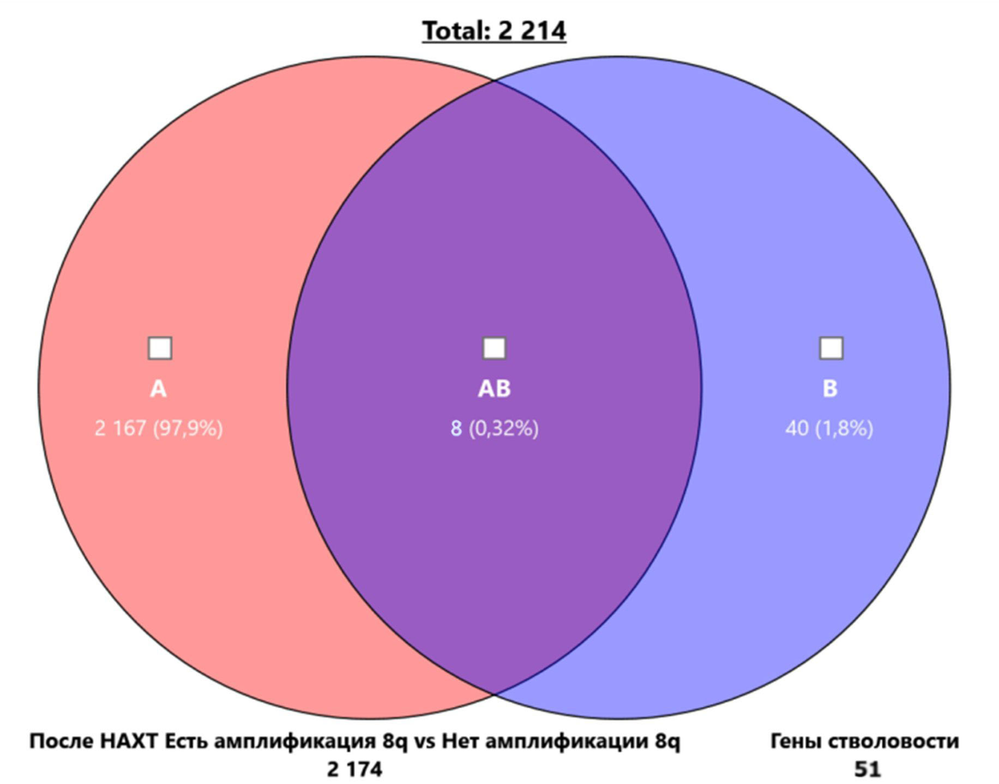 Total: 2 214
A
AB
B
2 167 (97,9%)
8 (0,32%)
40 (1,8%)
После НАХТ Есть амплификация 8q vs Нет амплификации 8q
Гены стволовости
2 174
51